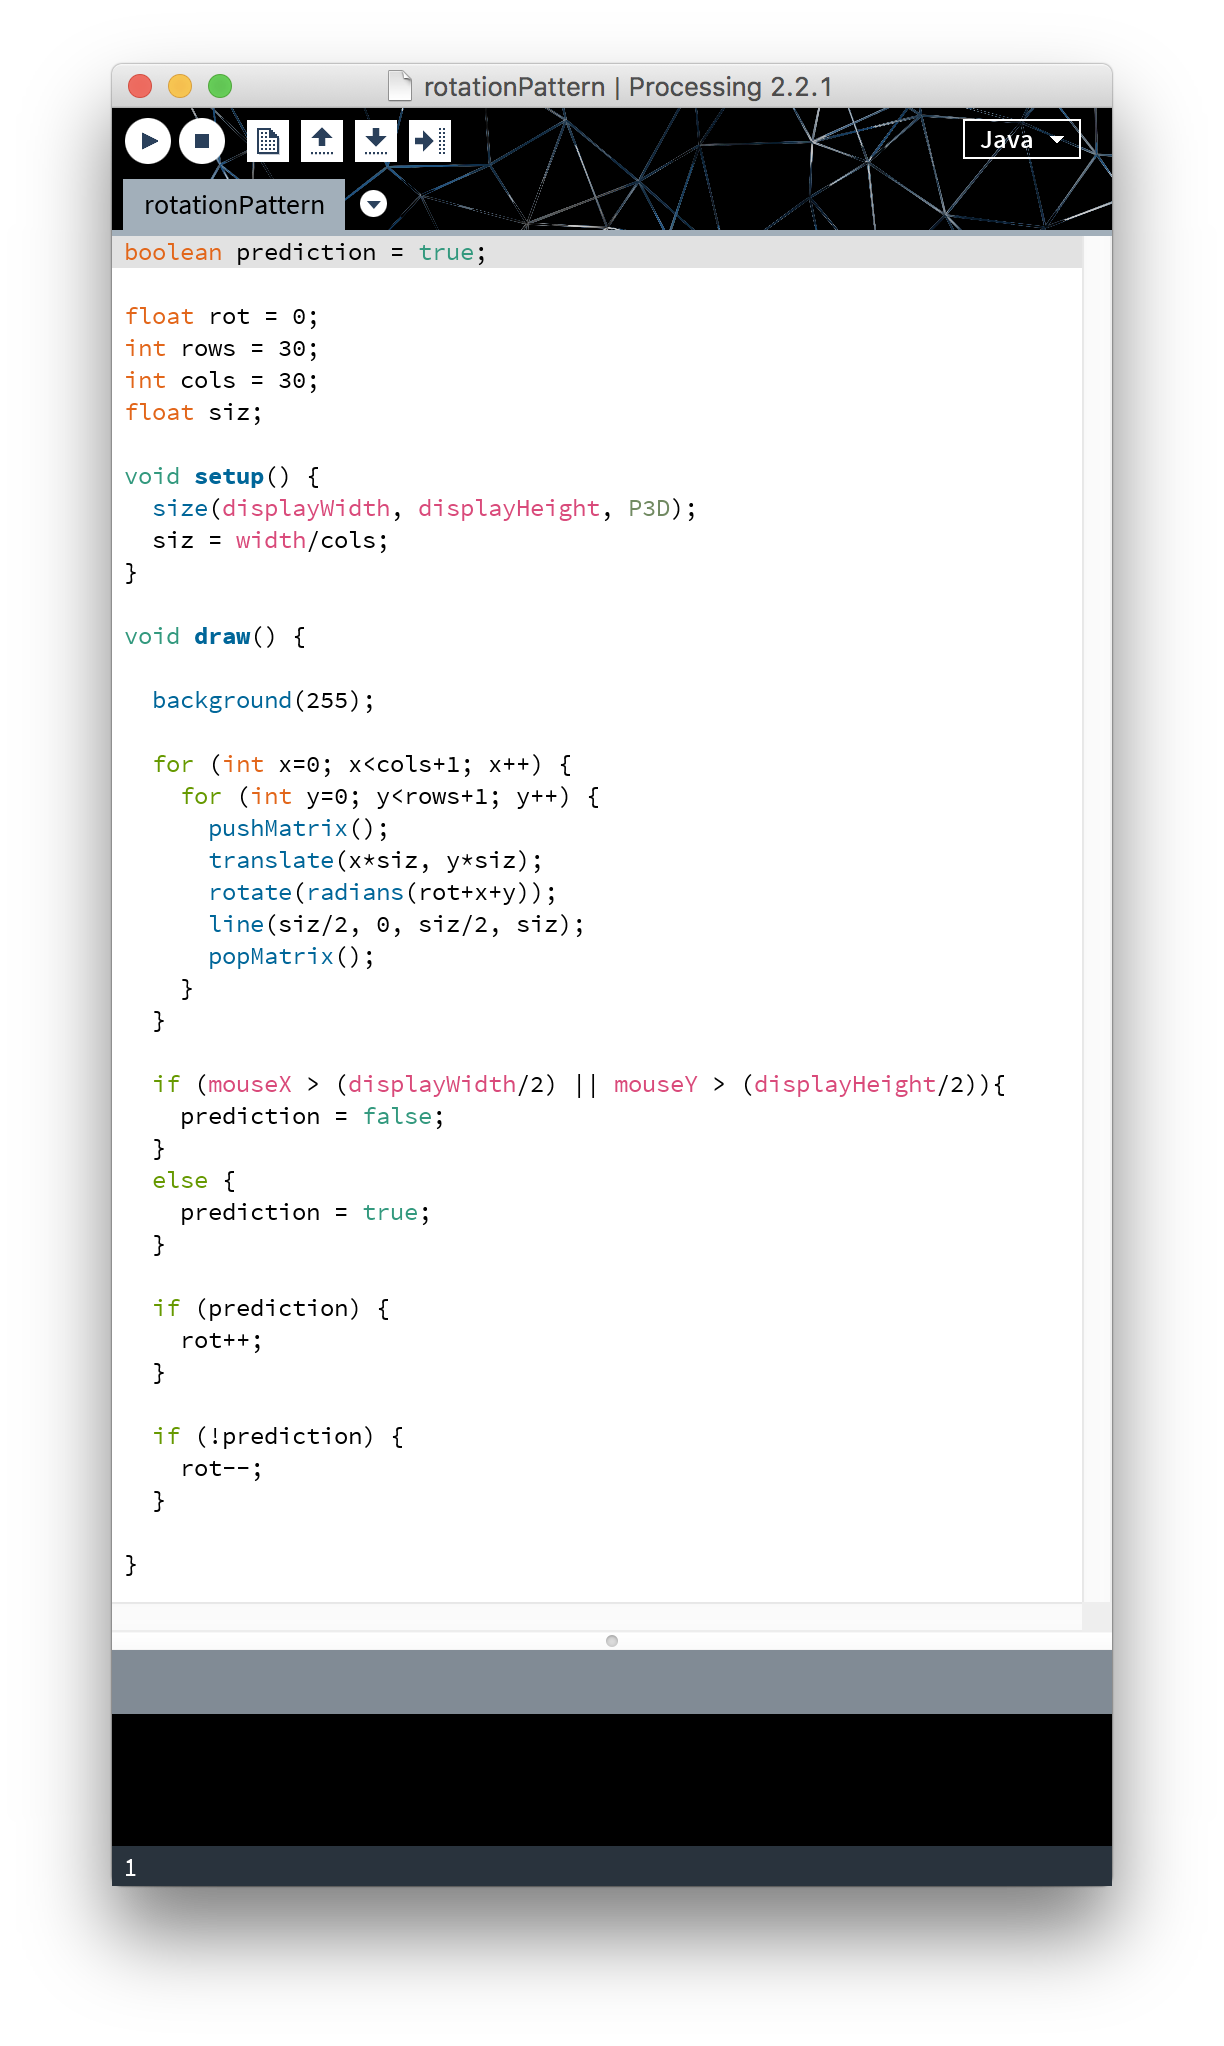 rotationPattern | Processing 2.2.1
Java
rotationPattern
boolean prediction = true;
float rot = 0;
int rows = 30;
int cols = 30;
float siz;
void setup() {
  size(displayWidth, displayHeight, P3D);
  siz = width/cols;
}
void draw() {
  background(255);
  for (int x=0; x<cols+1; x++) {
    for (int y=0; y<rows+1; y++) {
      pushMatrix();
      translate(x*siz, y*siz);
      rotate(radians(rot+x+y));
      line(siz/2, 0, siz/2, siz);
      popMatrix();
    }
  }
  if (mouseX > (displayWidth/2) || mouseY > (displayHeight/2)){
    prediction = false;
  }
  else {
    prediction = true;
  }
  if (prediction) {
    rot++;
  }
  if (!prediction) {
    rot--;
  }
}
1